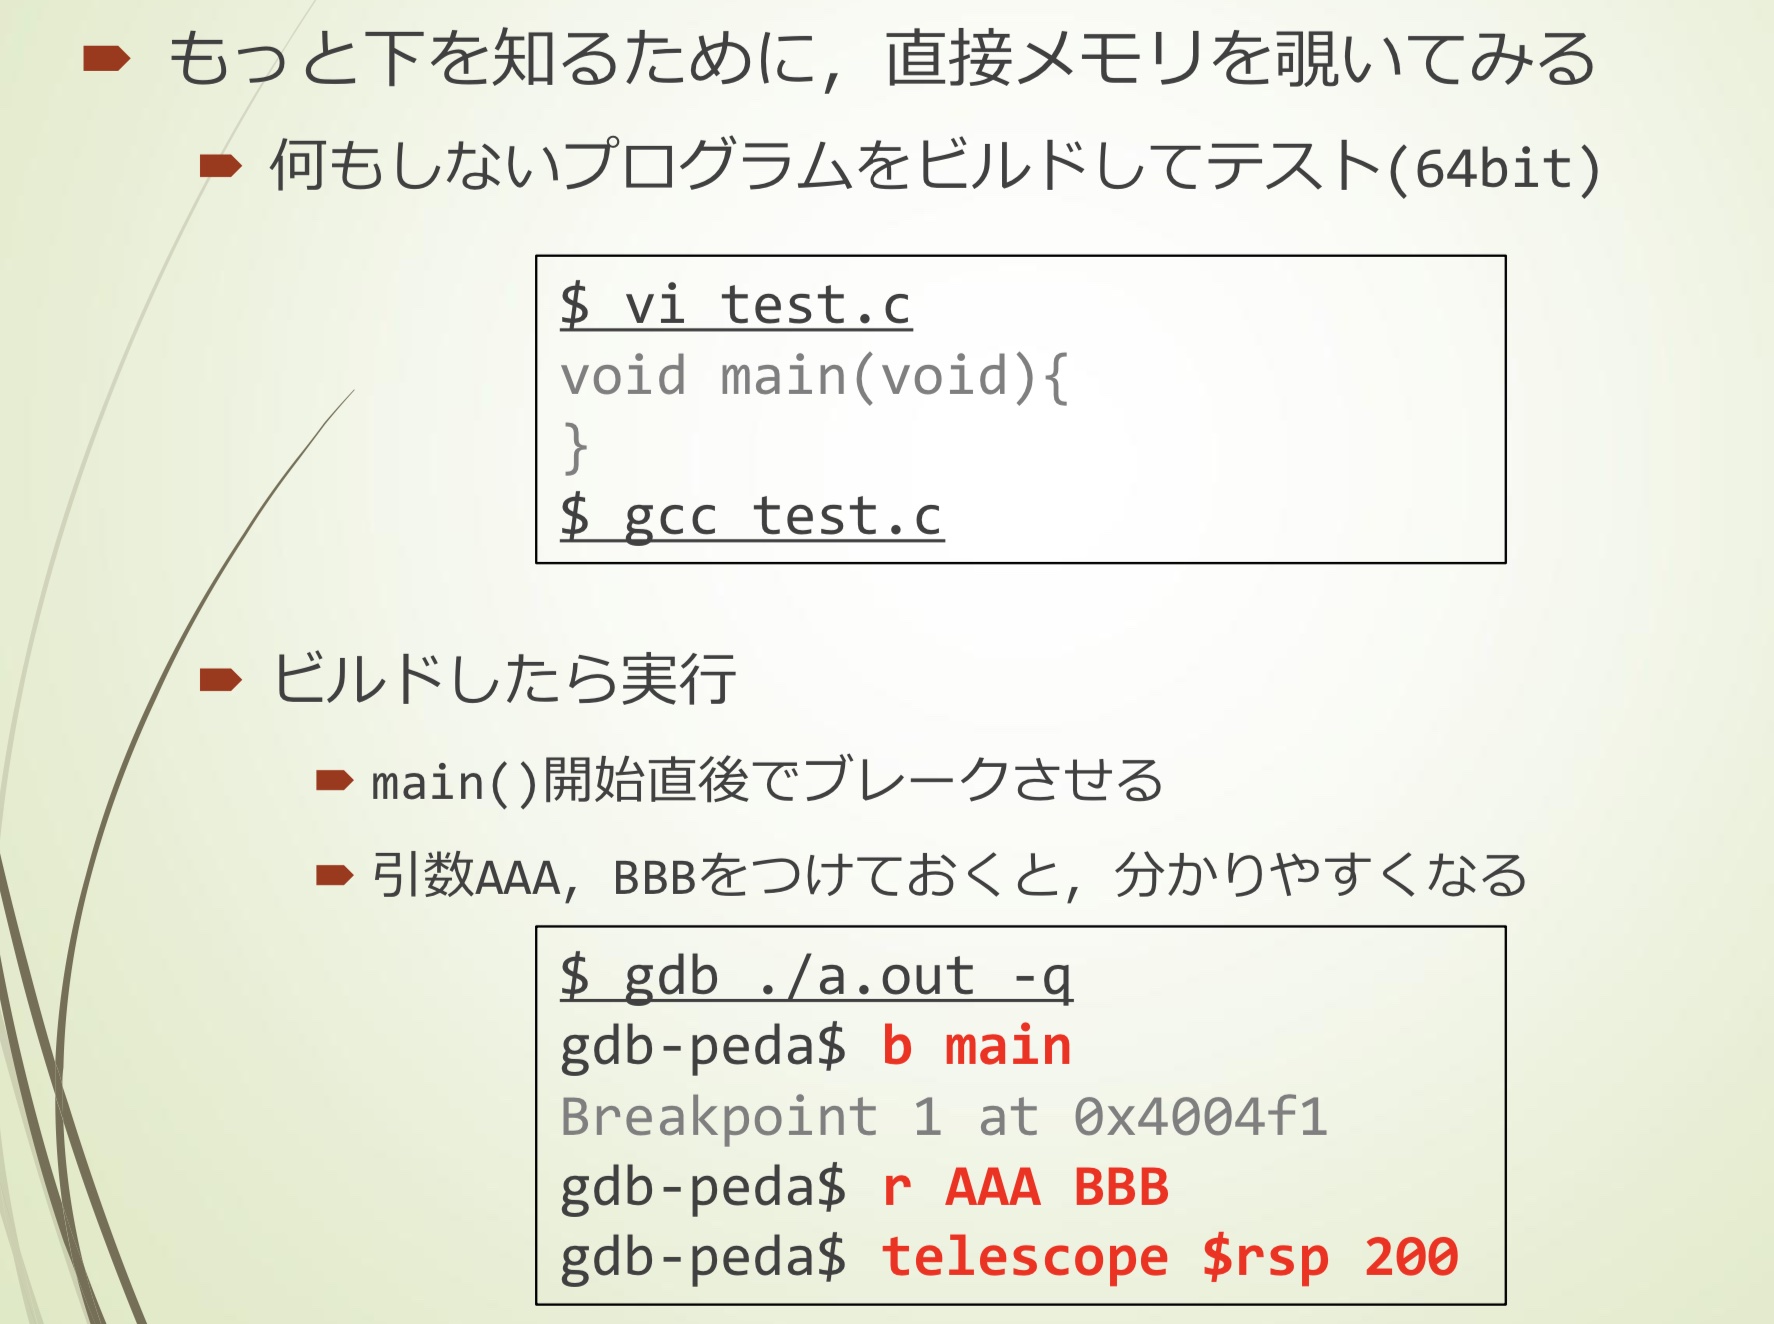 もっと下を知るために，直接メモリを覗いてみる
何もしないプログラムをビルドしてテスト(64bit)
$ vi test.c
void main(void){
}
$ gcc test.c
ビルドしたら実行
main()開始直後でブレークさせる
引数AAA，BBBをつけておくと，分かりやすくなる
$ gdb ./a.out -q
gdb-peda$ b main
Breakpoint 1 at 0x4004f1
gdb-peda$ r AAA BBB
gdb-peda$ telescope $rsp 200